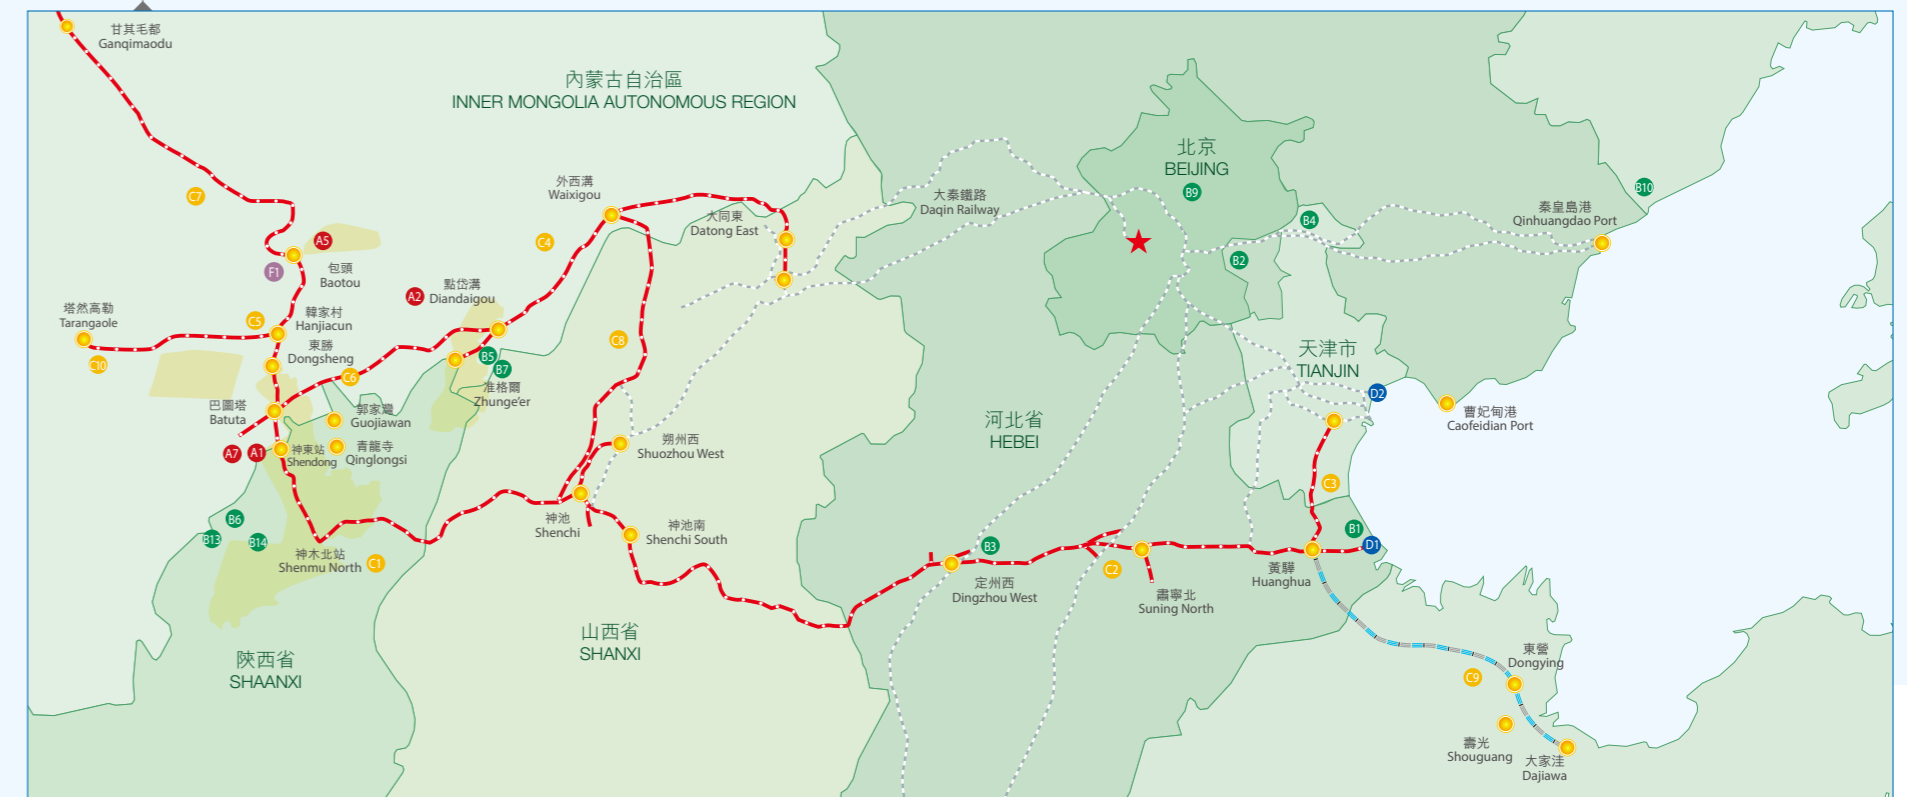 甘其毛都
Ganqimaodu
內蒙古自治區
INNER MONGOLIA AUTONOMOUS REGION
北京
BEIJING
B9
B10
外西溝
Waixigou
大秦鐵路
Daqin Railway
C7
秦皇島港
Qinhuangdao Port
大同東
Datong East
B4
A5
C4
B2
包頭
Baotou
F1
點岱溝
Diandaigou
A2
塔然高勒
Tarangaole
韓家村
Hanjiacun
C5
東勝
Dongsheng
C8
天津市
TIANJIN
C10
C6
B5
B7
准格爾
Zhunge'er
D2
巴圖塔
Batuta
郭家灣
Guojiawan
河北省
HEBEI
曹妃甸港
Caofeidian Port
A7
A1
神東站
Shendong
青龍寺
Qinglongsi
朔州西
Shuozhou West
C3
B6
B13
B14
神池
Shenchi
神池南
Shenchi South
B1
D1
B3
神木北站
Shenmu North
C1
定州西
Dingzhou West
C2
肅寧北
Suning North
黃驊
Huanghua
陝西省
SHAANXI
山西省
SHANXI
東營
Dongying
C9
壽光
Shouguang
大家洼
Dajiawa